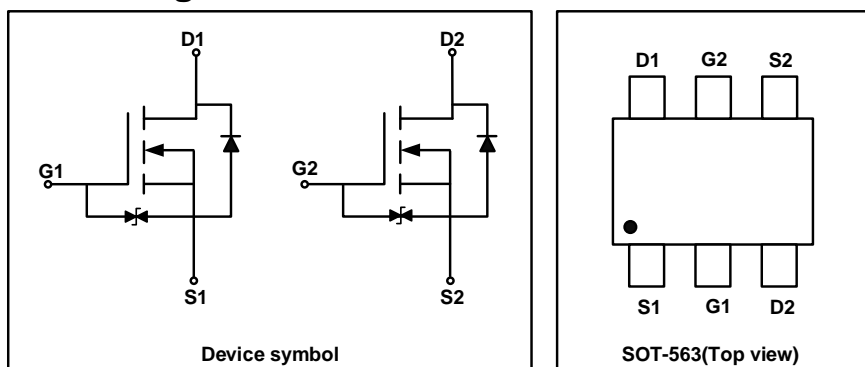 D1
D2
G1
G2
S1
S2
Device symbol
D1 G2 S2
S1 G1 D2
SOT-563(Top view)